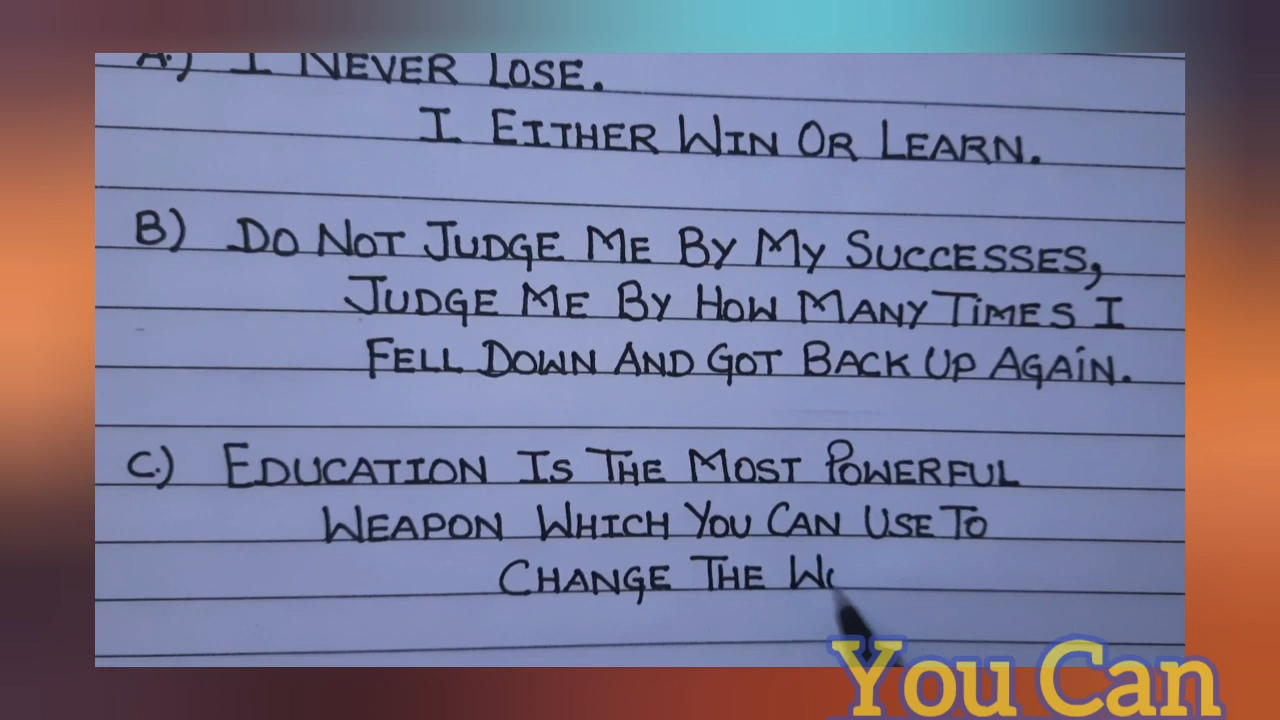 A.) I NEVER LOSE.
I EITHER WIN OR LEARN.
B) DO NOT JUDGE ME BY MY SUCCESSES,
JUDGE ME BY HOW MANY TIMES I
FELL DOWN AND GOT BACK UP AGAIN.
C.) EDUCATION IS THE MOST POWERFUL
WEAPON WHICH YOU CAN USE TO
CHANGE THE
You Can